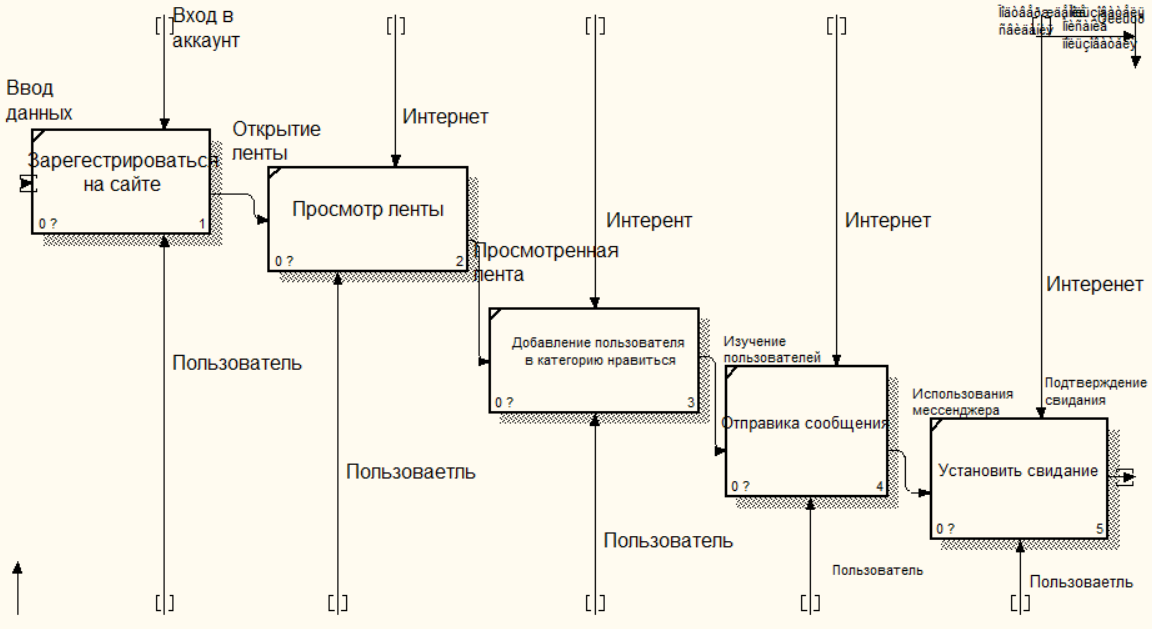 Вход в
аккаунт
Ввод
данных
Зарегестрироваться
на сайте
0 ?
1
Открытие
ленты
Интернет
Просмотр ленты
0 ?
2
Просмотренная
лента
Интерент
Добавление пользователя
в категорию нравиться
0 ?
3
Изучение
пользователей
Интернет
Отправика сообщения
0 ?
4
Использования
мессенджера
Интеренет
Подтверждение
свидания
Установить свидание
0 ?
5
Пользователь
Пользоваетль
Пользователь
Пользователь
Пользоваетль